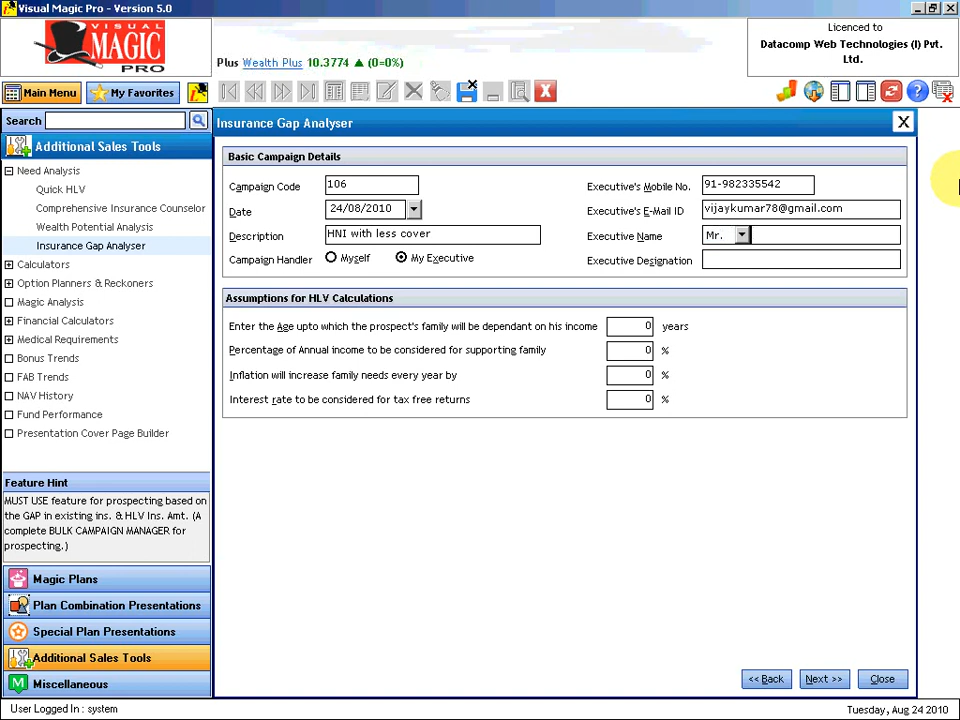 Visual Magic Pro - Version 5.0
VISUAL
MAGIC
PRO
Plus Wealth Plus 10.3774 ▲ (0=0%)
Licenced to
Datacomp Web Technologies (I) Pvt.
Ltd.
Main Menu
My Favorites
Search
Insurance Gap Analyser
X
Additional Sales Tools
Need Analysis
Quick HLV
Comprehensive Insurance Counselor
Wealth Potential Analysis
Insurance Gap Analyser
Calculators
Option Planners & Reckoners
Magic Analysis
Financial Calculators
Medical Requirements
Bonus Trends
FAB Trends
NAV History
Fund Performance
Presentation Cover Page Builder
Basic Campaign Details
Campaign Code 106
Executive's Mobile No. 91-982335542
Date 24/08/2010
Executive's E-Mail ID vijaykumar78@gmail.com
Description HNI with less cover
Executive Name Mr.
Campaign Handler Myself My Executive
Executive Designation
Assumptions for HLV Calculations
Enter the Age upto which the prospect's family will be dependant on his income 0 years
Percentage of Annual income to be considered for supporting family 0 %
Inflation will increase family needs every year by 0 %
Interest rate to be considered for tax free returns 0 %
Feature Hint
MUST USE feature for prospecting based on
the GAP in existing ins. & HLV Ins. Amt. (A
complete BULK CAMPAIGN MANAGER for
prospecting.)
Magic Plans
Plan Combination Presentations
Special Plan Presentations
Additional Sales Tools
M Miscellaneous
<< Back
Next >>
Close
User Logged In : system
Tuesday, Aug 24 2010